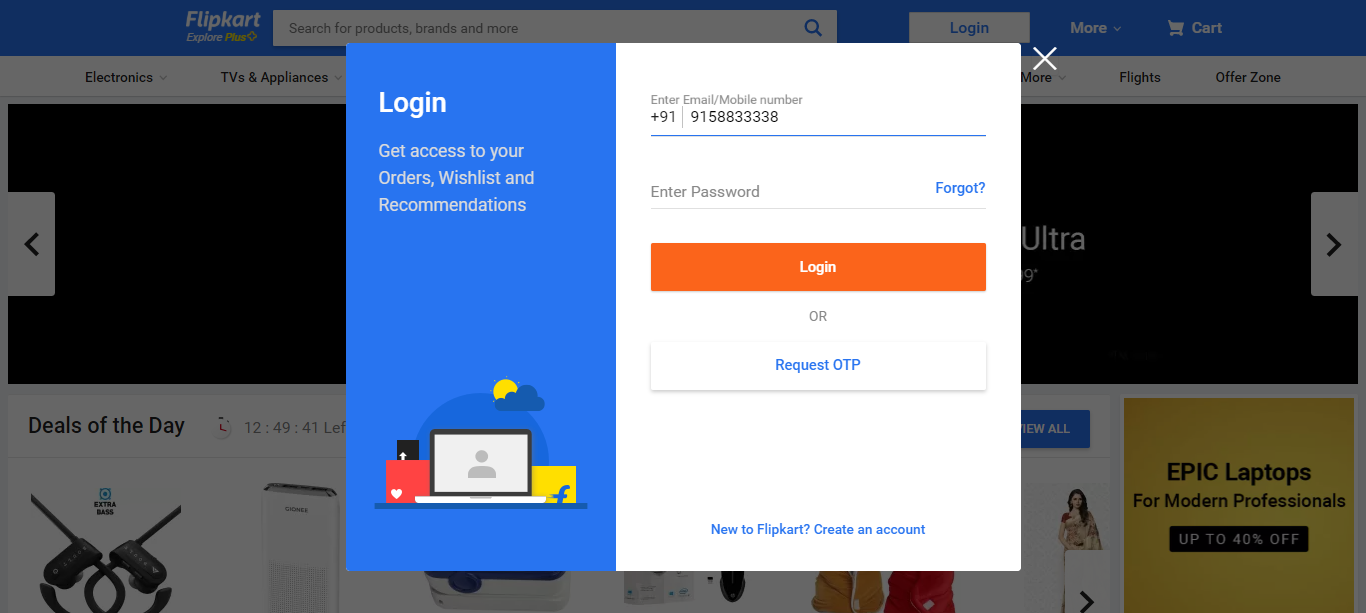 Flipkart
Explore Plus
Search for products, brands and more
Login
More
Cart
Electronics
TVs & Appliances
More
Flights
Offer Zone
Login
Get access to your
Orders, Wishlist and
Recommendations
Enter Email/Mobile number
+91 9158833338
Enter Password
Forgot?
Login
OR
Request OTP
New to Flipkart? Create an account
Ultra
Deals of the Day
12 : 49 : 41 Lef
VIEW ALL
EXTRA
BASS
GIONEE
EPIC Laptops
For Modern Professionals
UP TO 40% OFF